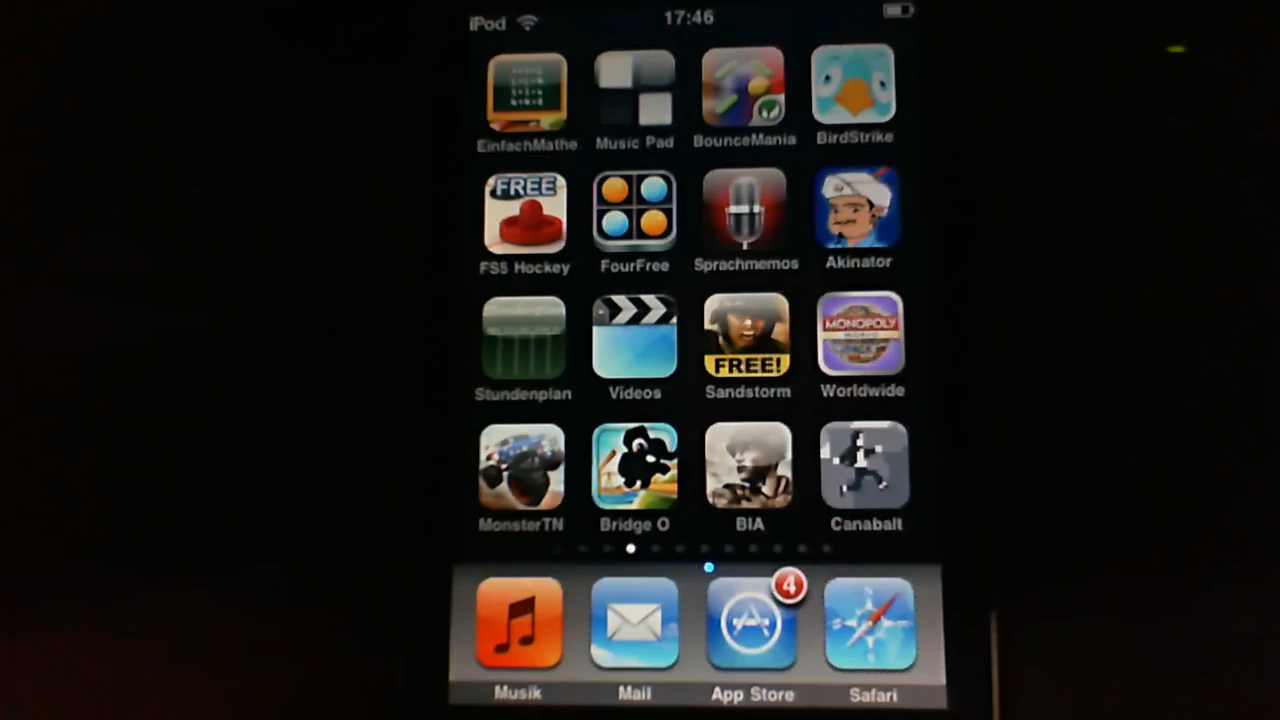 iPod 17:46
EinfachMathe Music Pad BounceMania BirdStrike
FREE
FS5 Hockey FourFree Sprachmemos Akinator
MONOPOLY
FREE!
Stundenplan Videos Sandstorm Worldwide
MonsterTN Bridge O BIA Canabalt
4
Musik Mail App Store Safari